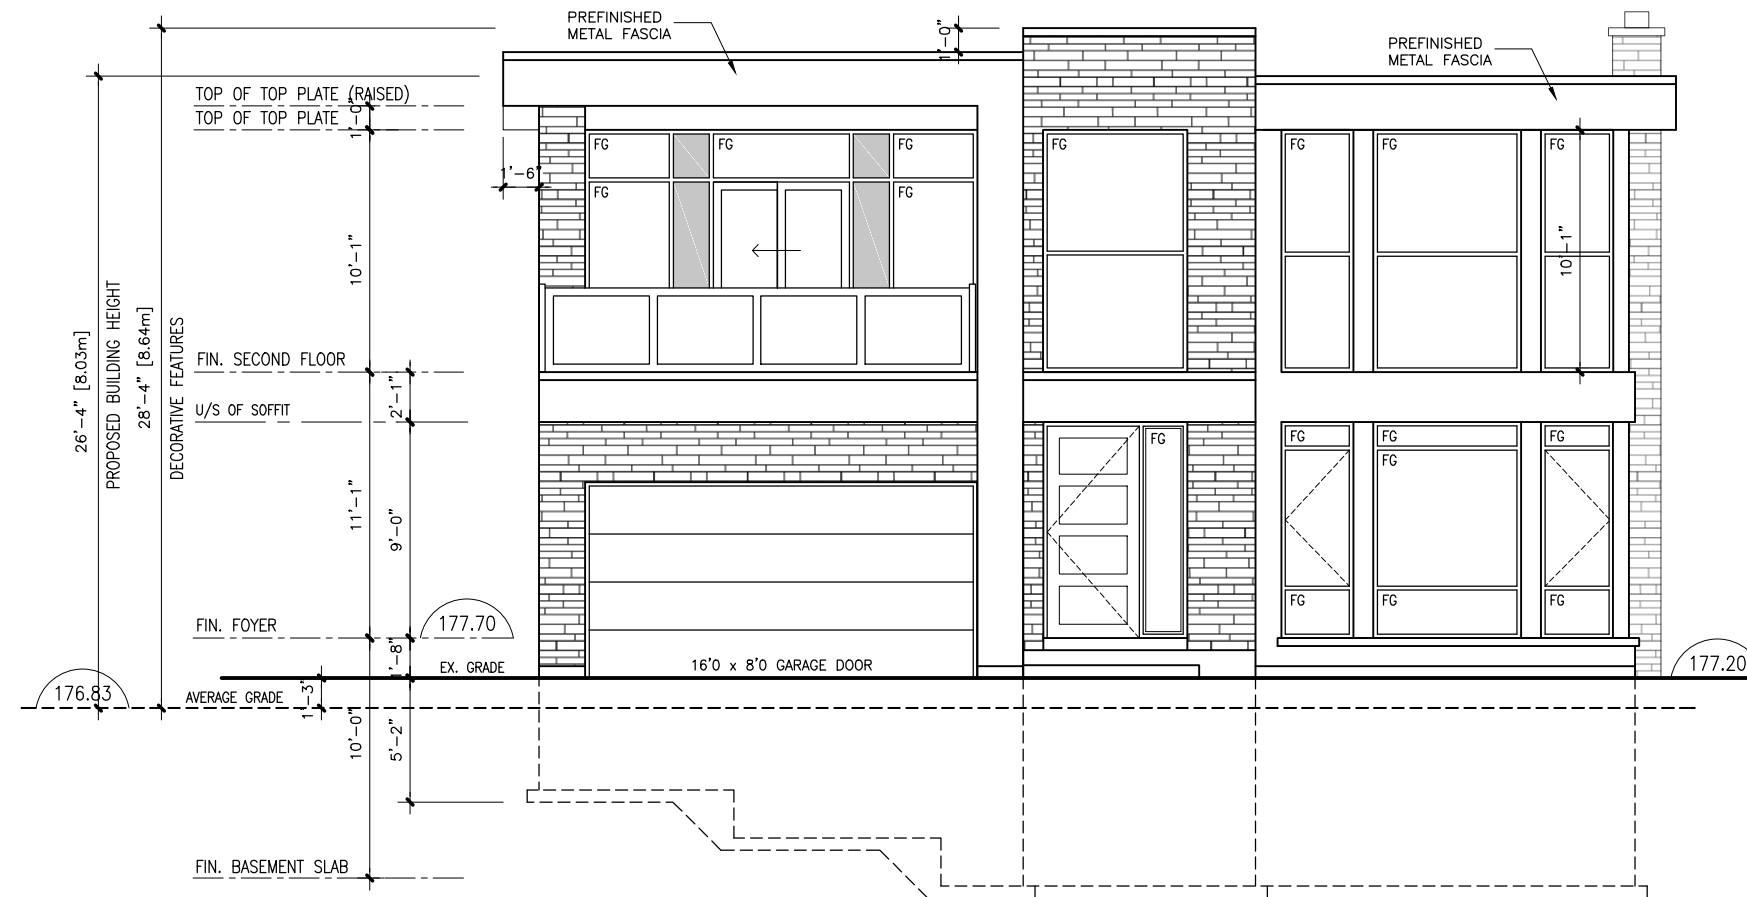 PREFINISHED
METAL FASCIA
1'-0"
PREFINISHED
METAL FASCIA
TOP OF TOP PLATE (RAISED)
TOP OF TOP PLATE
1'-0"
FG
FG
FG
FG
FG
FG
FG
FG
1'-6"
FG
FG
10'-1"
10'-1"
26'-4" [8.03m]
PROPOSED BUILDING HEIGHT
28'-4" [8.64m]
DECORATIVE FEATURES
FIN. SECOND FLOOR
2'-1"
U/S OF SOFFIT
FG
FG
FG
FG
FG
11'-1"
9'-0"
FG
FG
FG
FIN. FOYER
177.70
1'-8"
EX. GRADE
16'0 x 8'0 GARAGE DOOR
177.20
176.83
AVERAGE GRADE
1'-3"
10'-0"
5'-2"
FIN. BASEMENT SLAB